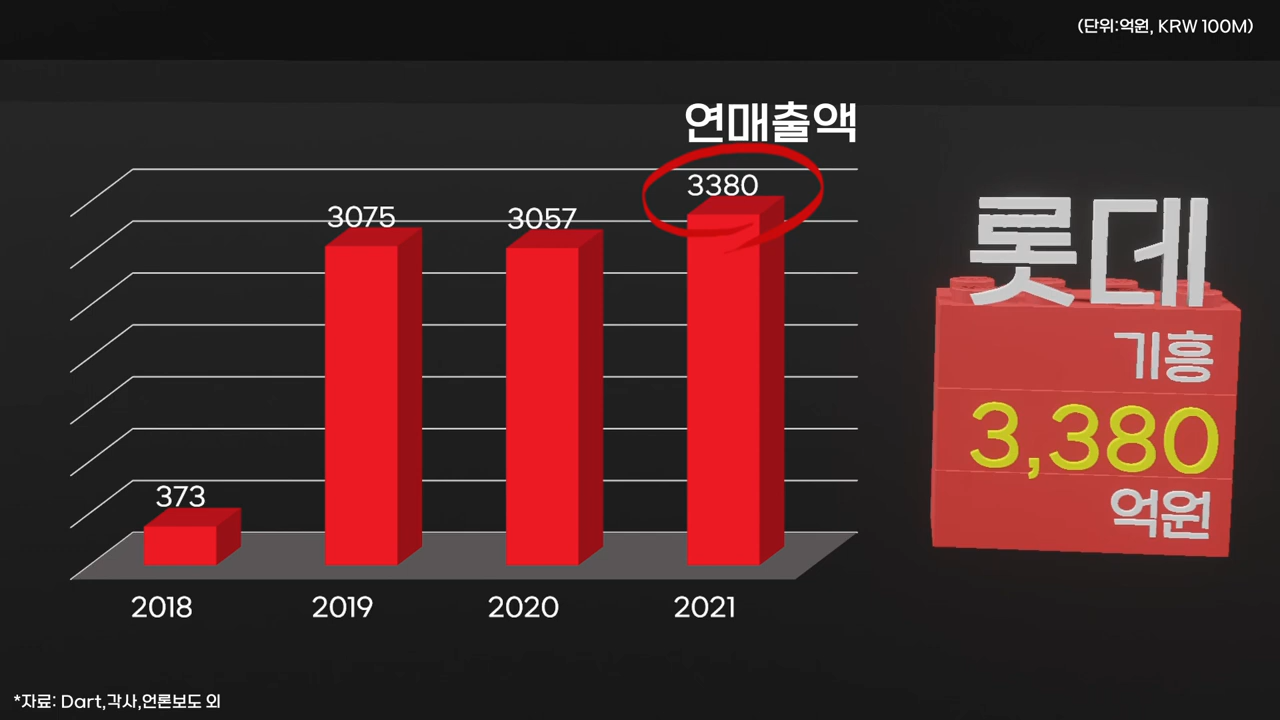 (단위:억원, KRW 100M)
연매출액
3380
3075
3057
373
2018
2019
2020
2021
롯데
기흥
3,380
억원
*자료: Dart,각사,언론보도 외